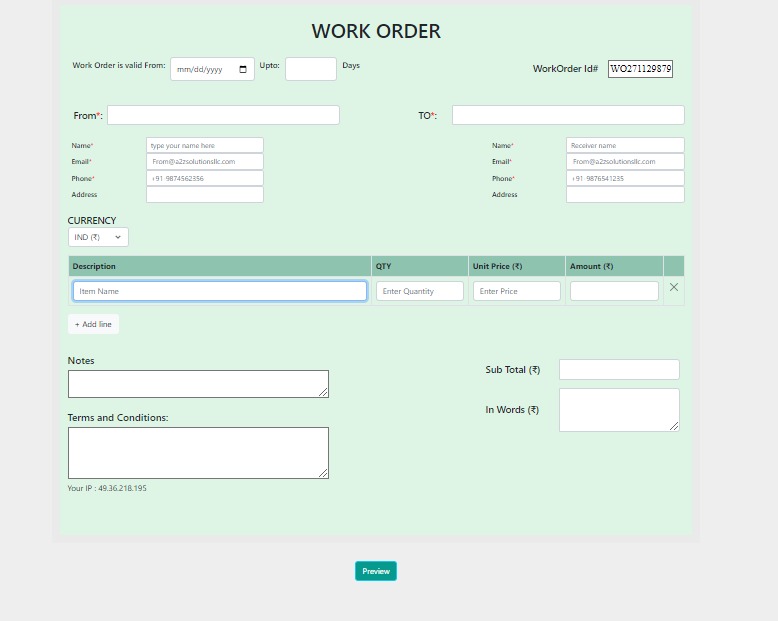 WORK ORDER
Work Order is valid From: mm/dd/yyyy Upto: Days WorkOrder Id# WO271129879
From*: TO*:
Name* type your name here Name* Receiver name
Email* From@a2zsolutionsllc.com Email* From@a2zsolutionsllc.com
Phone* +91-9874562356 Phone* +91-9876541235
Address Address
CURRENCY
IND (₹)
Description QTY Unit Price (₹) Amount (₹)
Item Name Enter Quantity Enter Price
+ Add line
Notes Sub Total (₹)
In Words (₹)
Terms and Conditions:
Your IP : 49.36.218.195
Preview